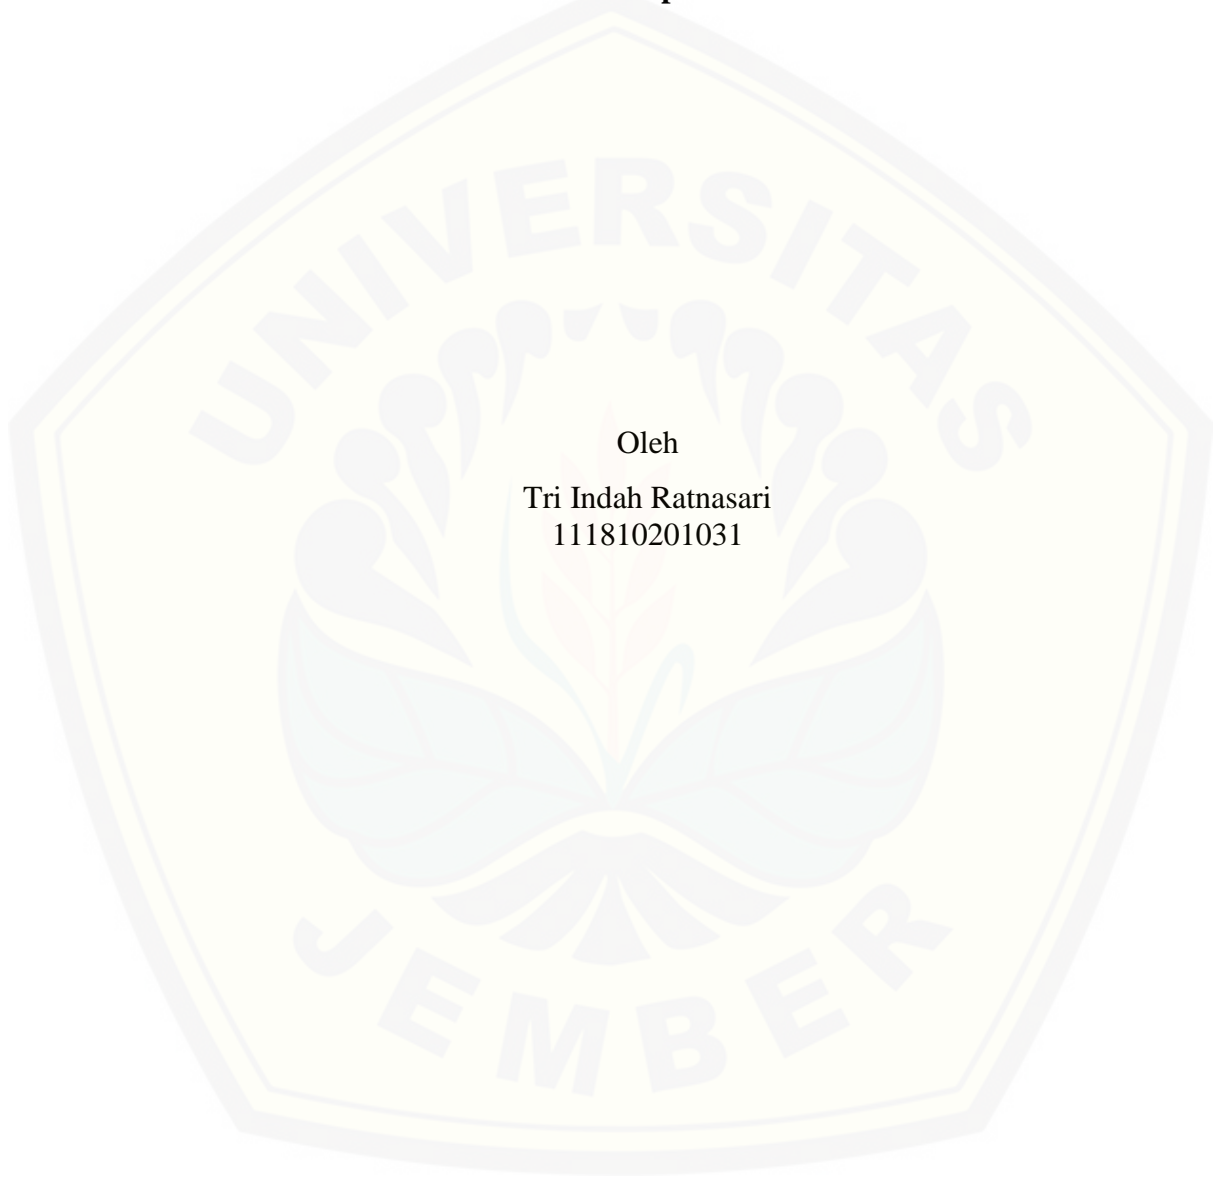 UNIVERSITAS
Oleh
Tri Indah Ratnasari
111810201031
JEMBER